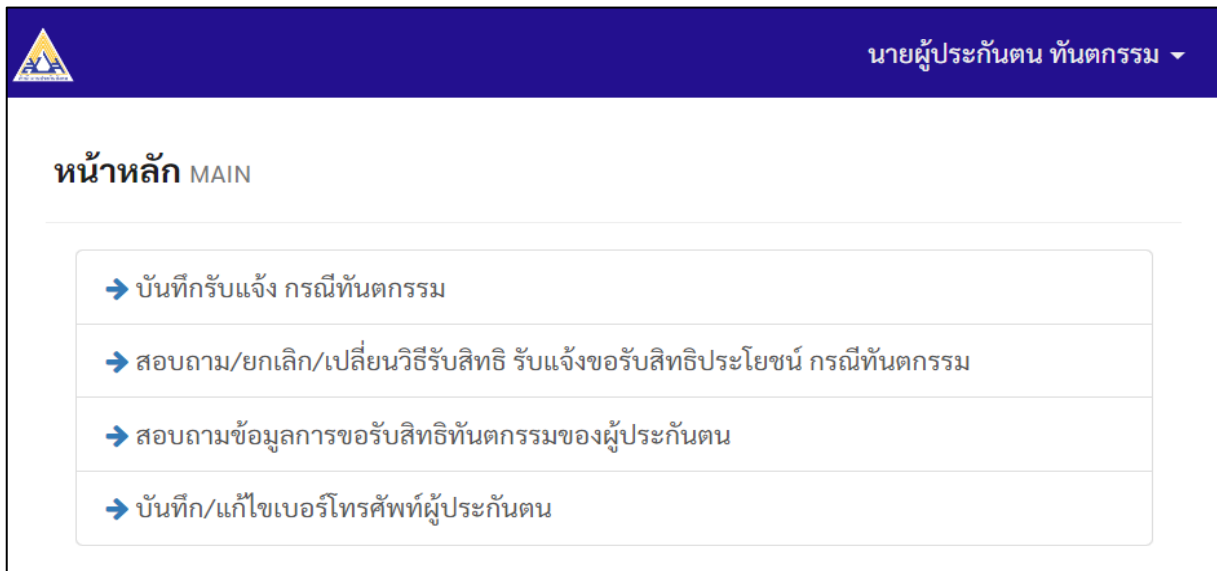 นายผู้ประกันตน ทันตกรรม
หน้าหลัก MAIN
บันทึกรับแจ้ง กรณีทันตกรรม
สอบถาม/ยกเลิก/เปลี่ยนวิธีรับสิทธิ รับแจ้งขอรับสิทธิประโยชน์ กรณีทันตกรรม
สอบถามข้อมูลการขอรับสิทธิทันตกรรมของผู้ประกันตน
บันทึก/แก้ไขเบอร์โทรศัพท์ผู้ประกันตน